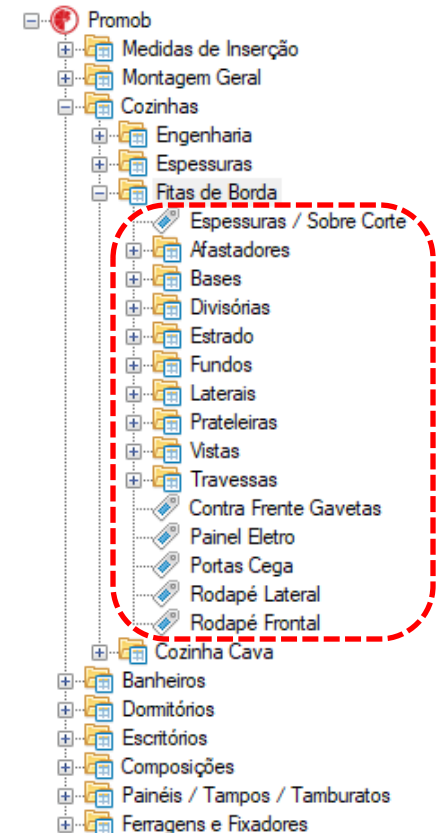 Promob
Medidas de Inserção
Montagem Geral
Cozinhas
Engenharia
Espessuras
Fitas de Borda
Espessuras / Sobre Corte
Afastadores
Bases
Divisórias
Estrado
Fundos
Laterais
Prateleiras
Vistas
Travessas
Contra Frente Gavetas
Painel Eletro
Portas Cega
Rodapé Lateral
Rodapé Frontal
Cozinha Cava
Banheiros
Dormitórios
Escritórios
Composições
Painéis / Tampos / Tamburatos
Ferragens e Fixadores